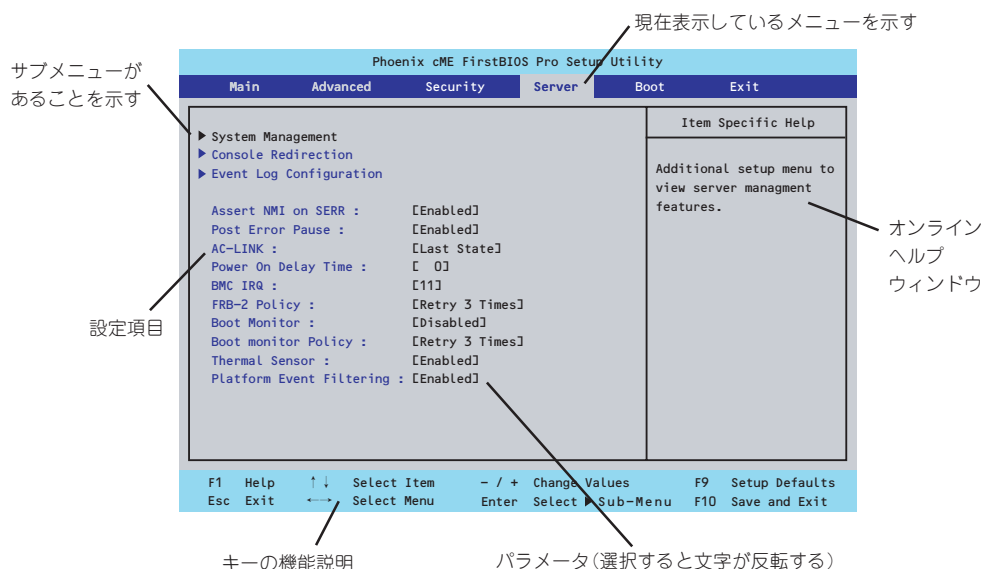 現在表示しているメニューを示す
サブメニューが
あることを示す
Phoenix cME FirstBIOS Pro Setup Utility
Main Advanced Security Server Boot Exit
▶ System Management
▶ Console Redirection
▶ Event Log Configuration
Assert NMI on SERR : [Enabled]
Post Error Pause : [Enabled]
AC-LINK : [Last State]
Power On Delay Time : [ 0]
BMC IRQ : [11]
FRB-2 Policy : [Retry 3 Times]
Boot Monitor : [Disabled]
Boot monitor Policy : [Retry 3 Times]
Thermal Sensor : [Enabled]
Platform Event Filtering : [Enabled]
Item Specific Help
Additional setup menu to
view server managment
features.
オンライン
ヘルプ
ウィンドウ
設定項目
F1 Help ↑↓ Select Item - / + Change Values F9 Setup Defaults
Esc Exit ←→ Select Menu Enter Select ▶ Sub-Menu F10 Save and Exit
キーの機能説明
パラメータ(選択すると文字が反転する)